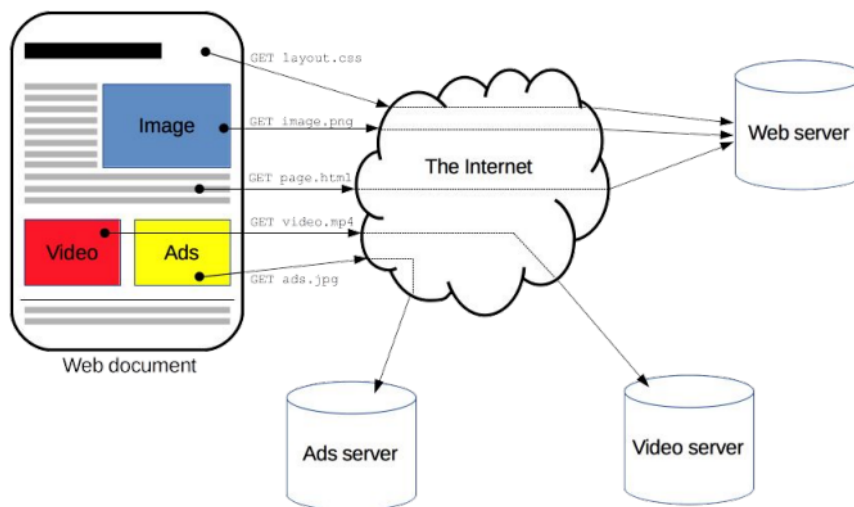 GET layout.css
Image
GET image.png
The Internet
Web server
GET page.html
GET video.mp4
Video
Ads
GET ads.jpg
Web document
Ads server
Video server